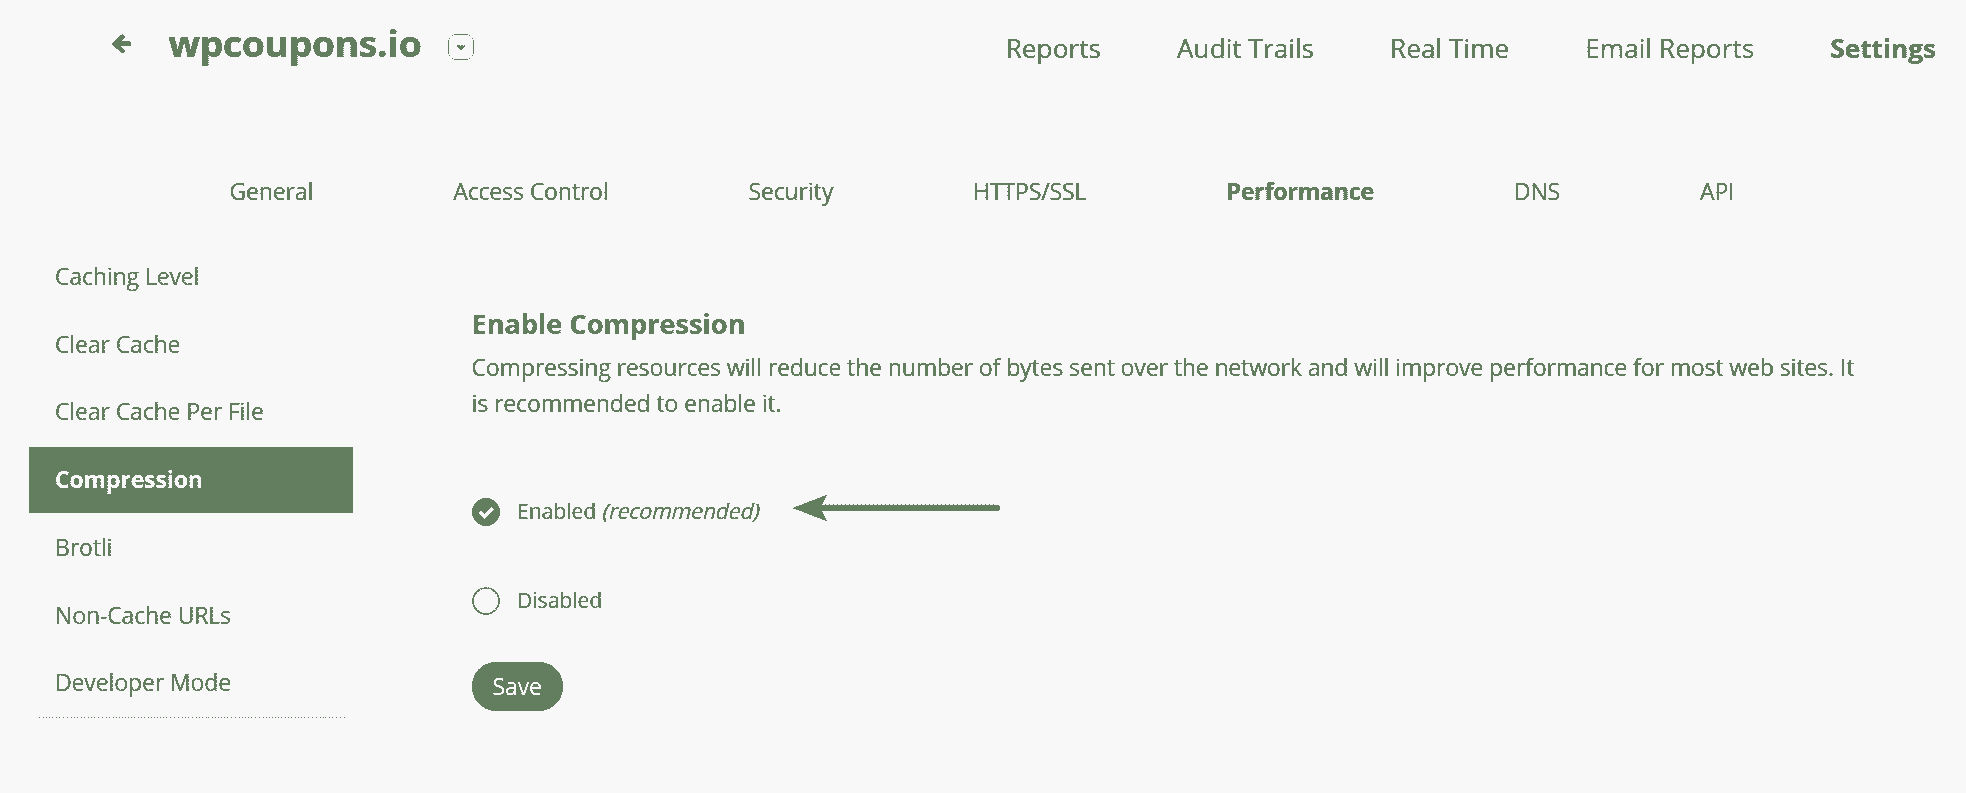 wpcoupons.io
Reports Audit Trails Real Time Email Reports Settings
General Access Control Security HTTPS/SSL Performance DNS API
Caching Level
Clear Cache
Clear Cache Per File
Compression
Brotli
Non-Cache URLs
Developer Mode
Enable Compression
Compressing resources will reduce the number of bytes sent over the network and will improve performance for most web sites. It
is recommended to enable it.
Enabled (recommended)
Disabled
Save